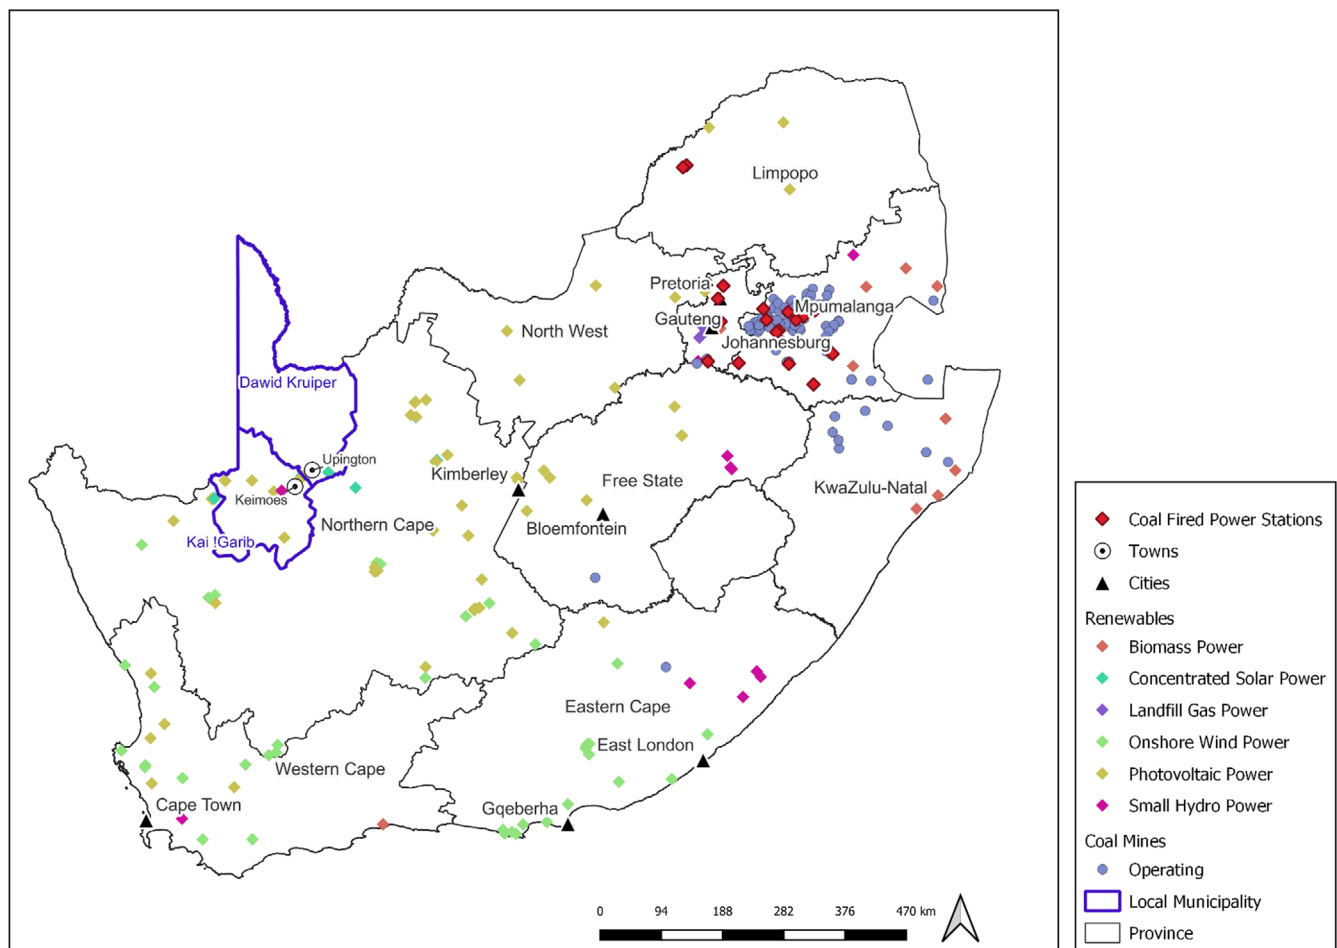 Limpopo
Pretoria
Mpumalanga
Gauteng
North West
Johannesburg
Dawid Kruiper
Upington
Kimberley
Free State
Keimoes
KwaZulu-Natal
Northern Cape
Bloemfontein
Kai !Garib
Eastern Cape
East London
Western Cape
Cape Town
Gqeberha
0 94 188 282 376 470 km
Coal Fired Power Stations
Towns
Cities
Renewables
Biomass Power
Concentrated Solar Power
Landfill Gas Power
Onshore Wind Power
Photovoltaic Power
Small Hydro Power
Coal Mines
Operating
Local Municipality
Province